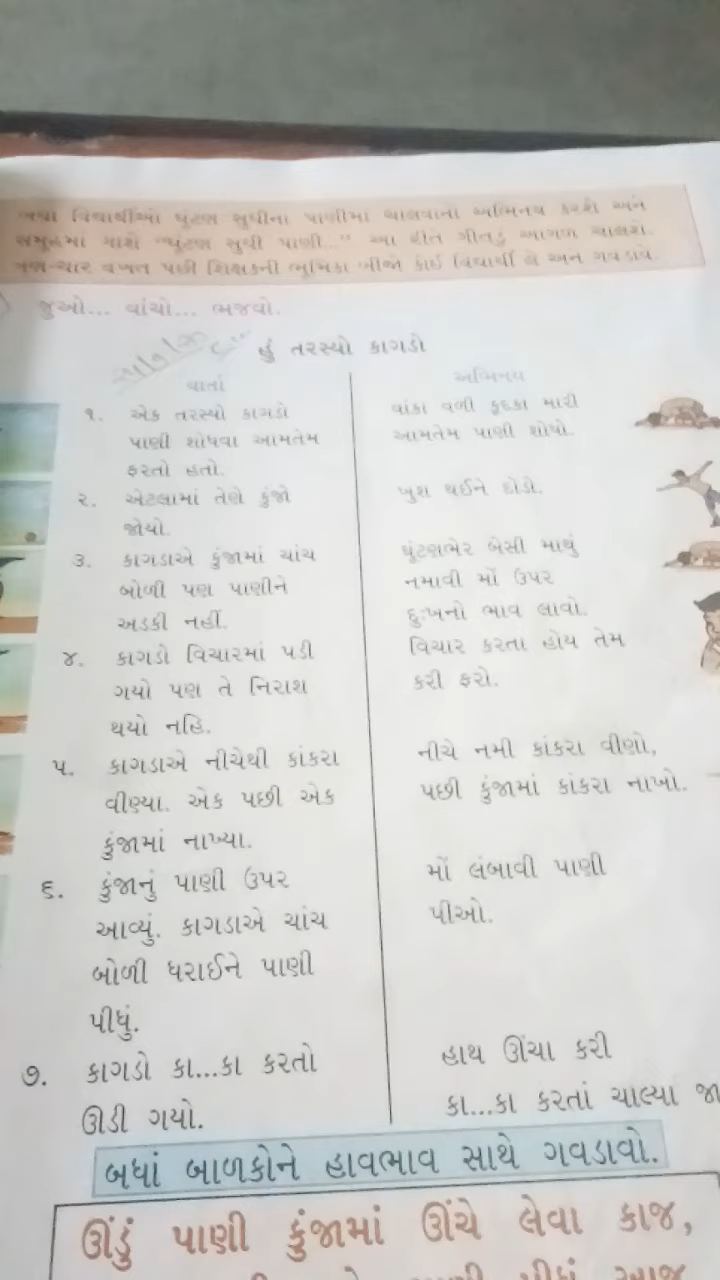 બધા વિદ્યાર્થીઓ ઘૂંટણ સુધીના પાણીમાં ચાલવાનો અભિનય કરશે અને
સમૂહમાં ગાશે “ઘૂંટણ સુધી પાણી...” આ રીતે ગીતડું આગળ ચાલશે.
ત્રણ-ચાર વખત પછી શિક્ષકની ભૂમિકા બીજો કોઈ વિદ્યાર્થી લે અને ગવડાવે.
જુઓ... વાંચો... ભજવો.
હું તરસ્યો કાગડો
વાર્તા
અભિનય
૧. એક તરસ્યો કાગડો
પાણી શોધવા આમતેમ
ફરતો હતો.
વાંકા વળી કૂદકા મારી
આમતેમ પાણી શોધો.
૨. એટલામાં તેણે કુંજો
જોયો.
ખુશ થઈને દોડો.
૩. કાગડાએ કુંજામાં ચાંચ
બોળી પણ પાણીને
અડકી નહીં.
ઘૂંટણભેર બેસી માથું
નમાવી મોં ઉપર
દુઃખનો ભાવ લાવો.
૪. કાગડો વિચારમાં પડી
ગયો પણ તે નિરાશ
થયો નહિ.
વિચાર કરતા હોય તેમ
કરી ફરો.
૫. કાગડાએ નીચેથી કાંકરા
વીણ્યા. એક પછી એક
કુંજામાં નાખ્યા.
નીચે નમી કાંકરા વીણો,
પછી કુંજામાં કાંકરા નાખો.
૬. કુંજાનું પાણી ઉપર
આવ્યું. કાગડાએ ચાંચ
બોળી ધરાઈને પાણી
પીધું.
મોં લંબાવી પાણી
પીઓ.
૭. કાગડો કા...કા કરતો
ઊડી ગયો.
હાથ ઊંચા કરી
કા...કા કરતાં ચાલ્યા જા
બધાં બાળકોને હાવભાવ સાથે ગવડાવો.
ઊંડું પાણી કુંજામાં ઊંચે લેવા કાજ,